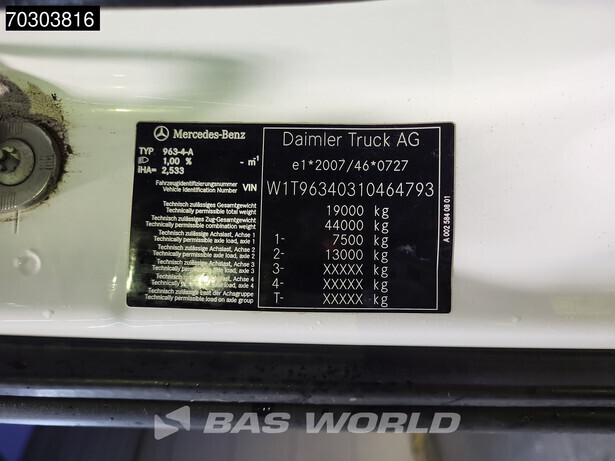 70303816
Mercedes-Benz
Daimler Truck AG
TYP 963-4-A
1,00 % - m⁻¹
iHA= 2,533
e1*2007/46*0727
Fahrzeugidentifizierungsnummer
Vehicle Identification Number VIN W1T96340310464793
Technisch zulässiges Gesamtgewicht
Technically permissible total weight 19000 kg
Technisch zulässiges Zug-Gesamtgewicht
Technically permissible combination weight 44000 kg
Technisch zulässige Achslast, Achse 1
Technically permissible axle load, axle 1 1- 7500 kg
Technisch zulässige Achslast, Achse 2
Technically permissible axle load, axle 2 2- 13000 kg
Technisch zulässige Achslast, Achse 3
Technically permissible axle load, axle 3 3- XXXXX kg
Technisch zulässige Achslast, Achse 4
Technically permissible axle load, axle 4 4- XXXXX kg
Technisch zulässige Last der Achsgruppe
Technically permissible load on axle group T- XXXXX kg
A 002 584 08 01
BAS WORLD